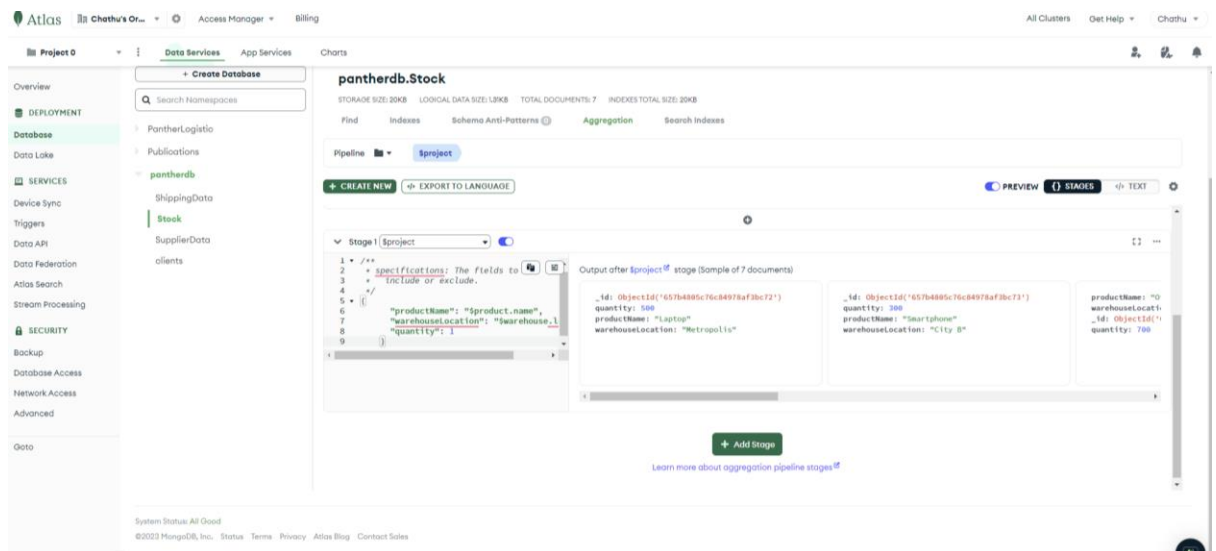 Atlas Chathu's Or... Access Manager Billing All Clusters Get Help Chathu
Project 0 Data Services App Services Charts
Overview
DEPLOYMENT
Database
Data Lake
SERVICES
Device Sync
Triggers
Data API
Data Federation
Atlas Search
Stream Processing
SECURITY
Backup
Database Access
Network Access
Advanced
Goto
+ Create Database
Search Namespaces
PantherLogistic
Publications
pantherdb
ShippingData
Stock
SupplierData
clients
pantherdb.Stock
STORAGE SIZE: 20KB LOGICAL DATA SIZE: 1.51KB TOTAL DOCUMENTS: 7 INDEXES TOTAL SIZE: 20KB
Find Indexes Schema Anti-Patterns 0 Aggregation Search Indexes
Pipeline $project
+ CREATE NEW </> EXPORT TO LANGUAGE PREVIEW {} STAGES </> TEXT
Stage 1 $project
1 /**
2 * specifications: The fields to
3 * include or exclude.
4 */
5 {
6 "productName": "$product.name",
7 "warehouseLocation": "$warehouse.l
8 "quantity": 1
9 }
Output after $project stage (Sample of 7 documents)
_id: ObjectId('657b4805c76c84978af3bc72')
quantity: 500
productName: "Laptop"
warehouseLocation: "Metropolis"
_id: ObjectId('657b4805c76c84978af3bc73')
quantity: 300
productName: "Smartphone"
warehouseLocation: "City B"
productName: "O
warehouseLocati
_id: ObjectId('
quantity: 700
+ Add Stage
Learn more about aggregation pipeline stages
System Status: All Good
©2023 MongoDB, Inc. Status Terms Privacy Atlas Blog Contact Sales